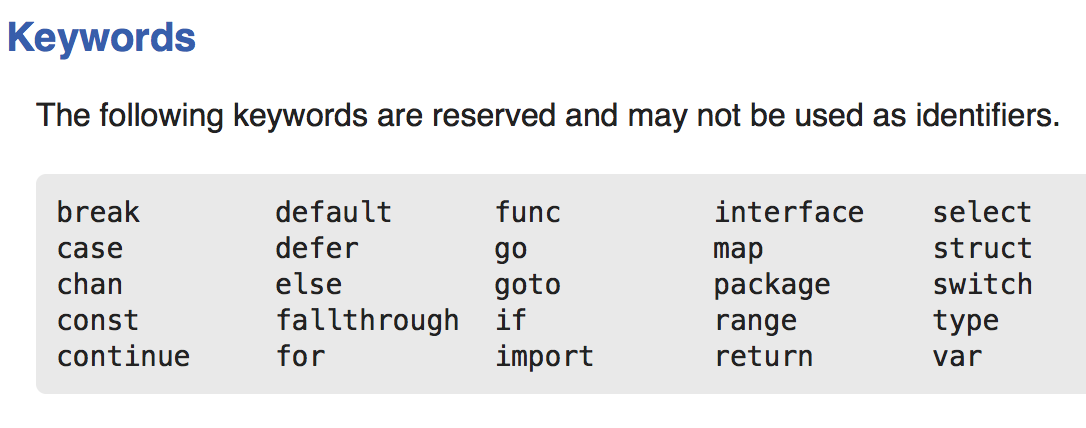 Keywords
The following keywords are reserved and may not be used as identifiers.
break default func interface select
case defer go map struct
chan else goto package switch
const fallthrough if range type
continue for import return var